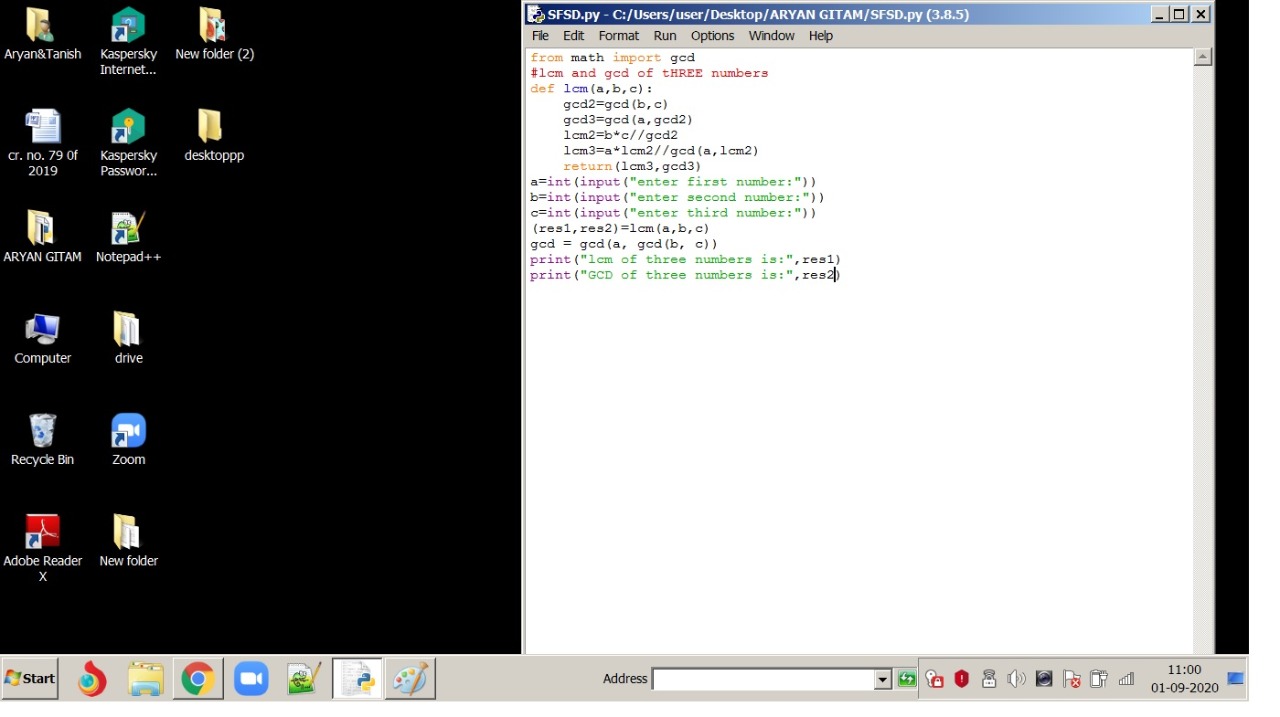 SFSD.py - C:/Users/user/Desktop/ARYAN GITAM/SFSD.py (3.8.5)
File Edit Format Run Options Window Help
from math import gcd
#lcm and gcd of tHREE numbers
def lcm(a,b,c):
    gcd2=gcd(b,c)
    gcd3=gcd(a,gcd2)
    lcm2=b*c//gcd2
    lcm3=a*lcm2//gcd(a,lcm2)
    return(lcm3,gcd3)
a=int(input("enter first number:"))
b=int(input("enter second number:"))
c=int(input("enter third number:"))
(res1,res2)=lcm(a,b,c)
gcd = gcd(a, gcd(b, c))
print("lcm of three numbers is:",res1)
print("GCD of three numbers is:",res2)
Aryan&Tanish
Kaspersky
Internet...
New folder (2)
cr. no. 79 0f
2019
Kaspersky
Passwor...
desktoppp
ARYAN GITAM
Notepad++
Computer
drive
Recycle Bin
Zoom
Adobe Reader
X
New folder
Start
Address
11:00
01-09-2020